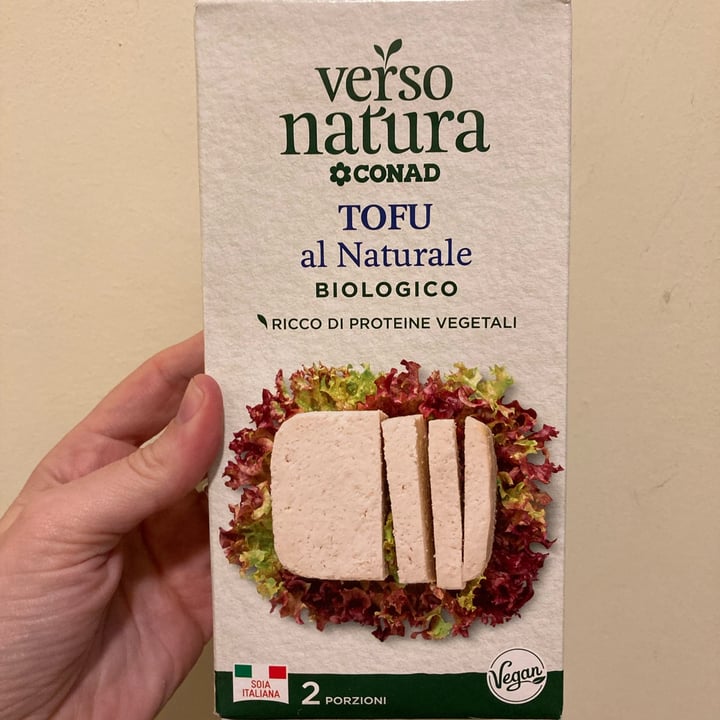 verso
natura
CONAD
TOFU
al Naturale
BIOLOGICO
RICCO DI PROTEINE VEGETALI
SOIA
ITALIANA
2 PORZIONI
Vegan